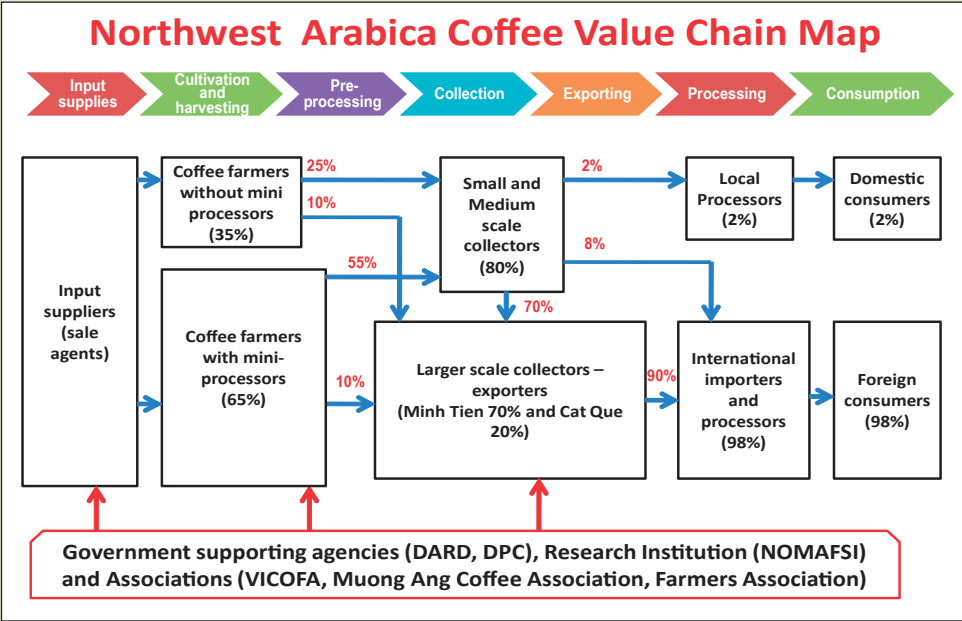 Northwest Arabica Coffee Value Chain Map
Input
supplies
Cultivation
and
harvesting
Pre-
processing
Collection
Exporting
Processing
Consumption
Input
suppliers
(sale
agents)
Coffee farmers
without mini
processors
(35%)
25%
10%
Coffee farmers
with mini-
processors
(65%)
55%
10%
Small and
Medium
scale
collectors
(80%)
2%
8%
70%
Larger scale collectors –
exporters
(Minh Tien 70% and Cat Que
20%)
90%
Local
Processors
(2%)
Domestic
consumers
(2%)
International
importers
and
processors
(98%)
Foreign
consumers
(98%)
Government supporting agencies (DARD, DPC), Research Institution (NOMAFSI)
and Associations (VICOFA, Muong Ang Coffee Association, Farmers Association)